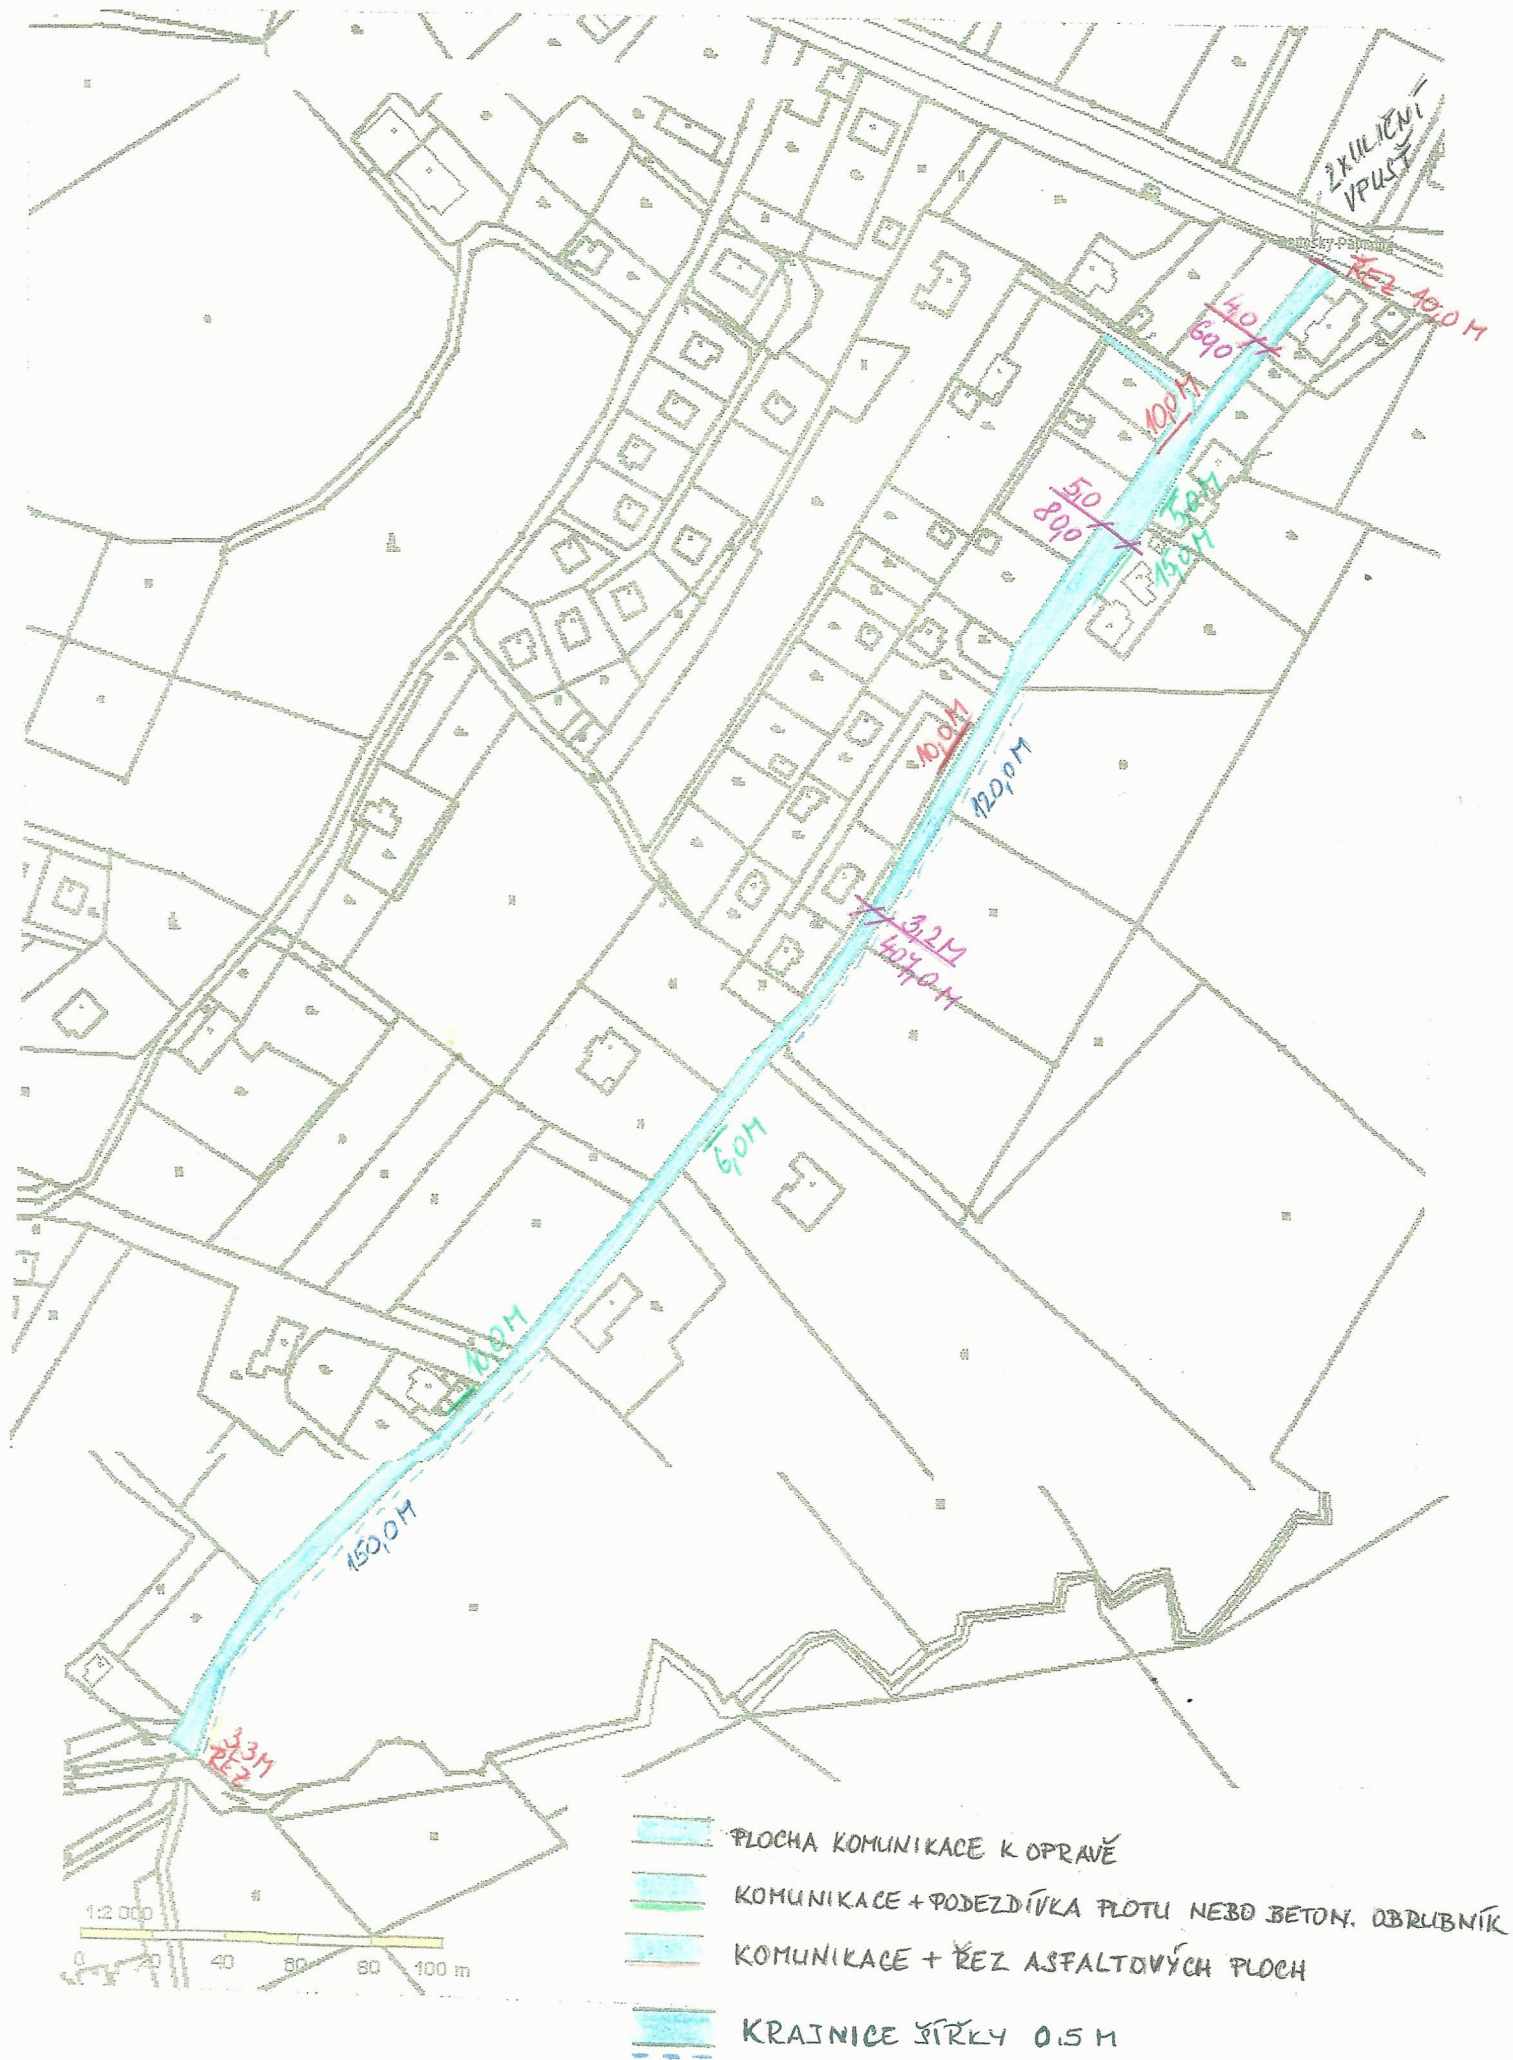 2X ULIČNÍ
VPUSŤ
ŘEZ 10,0 M
4,0
60,0
10,0 M
5,0
80,0
5,0 M
15,0 M
10,0 M
120,0 M
3,2 M
407,0 M
6,0 M
10,0 M
150,0 M
3,3 M
ŘEZ
PLOCHA KOMUNIKACE K OPRAVĚ
KOMUNIKACE + PODEZDÍVKA PLOTU NEBO BETON. OBRUBNÍK
KOMUNIKACE + ŘEZ ASFALTOVÝCH PLOCH
KRAJNICE ŠÍŘKY 0.5 M
1:2 000
0 20 40 60 80 100 m